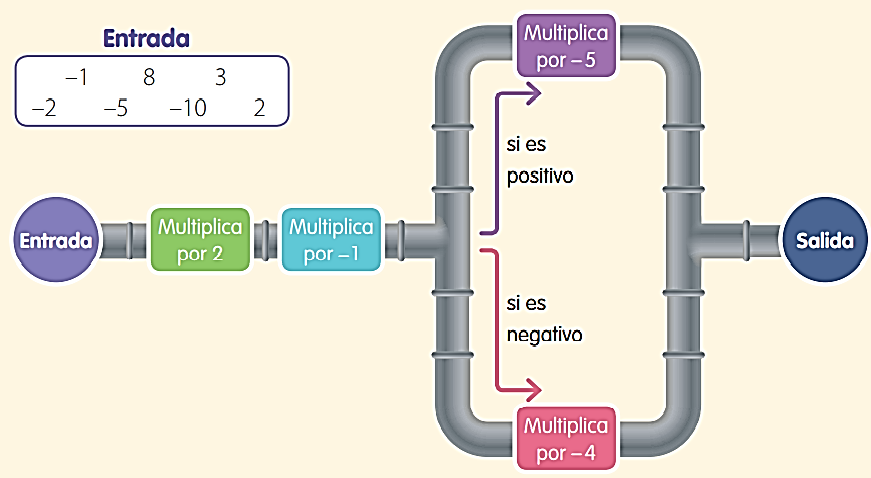 Entrada
–1 8 3
–2 –5 –10 2
Multiplica
por –5
si es
positivo
Entrada
Multiplica
por 2
Multiplica
por –1
Salida
si es
negativo
Multiplica
por –4